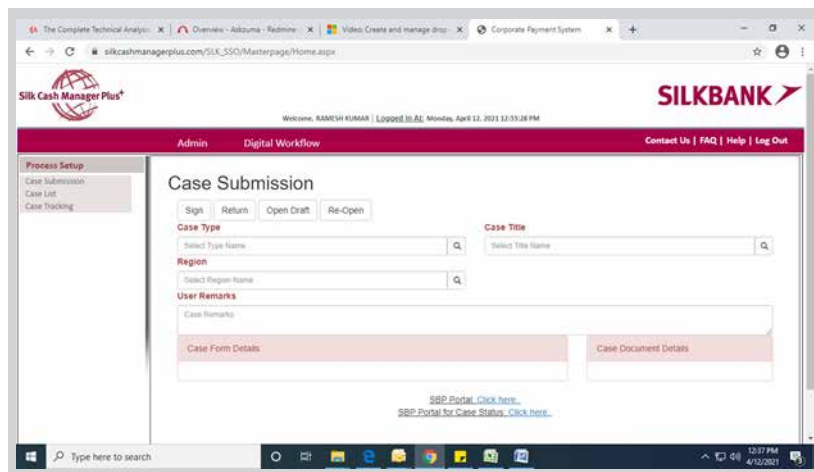 The Complete Technical Analysis
Overview - Askzuma - Redmine
Video: Create and manage drop
Corporate Payment System
silkcashmanagerplus.com/SLK_SSO/Masterpage/Home.aspx
Silk Cash Manager Plus+
SILKBANK
Welcome, RAMESH KUMAR | Logged In At: Monday, April 12, 2021 12:33:28 PM
Admin Digital Workflow Contact Us | FAQ | Help | Log Out
Process Setup
Case Submission
Case List
Case Tracking
Case Submission
Sign Return Open Draft Re-Open
Case Type Case Title
Select Type Name Select Title Name
Region
Select Region Name
User Remarks
Case Remarks
Case Form Details Case Document Details
SBP Portal Click here..
SBP Portal for Case Status: Click here..
Type here to search
12:37 PM
4/12/2021